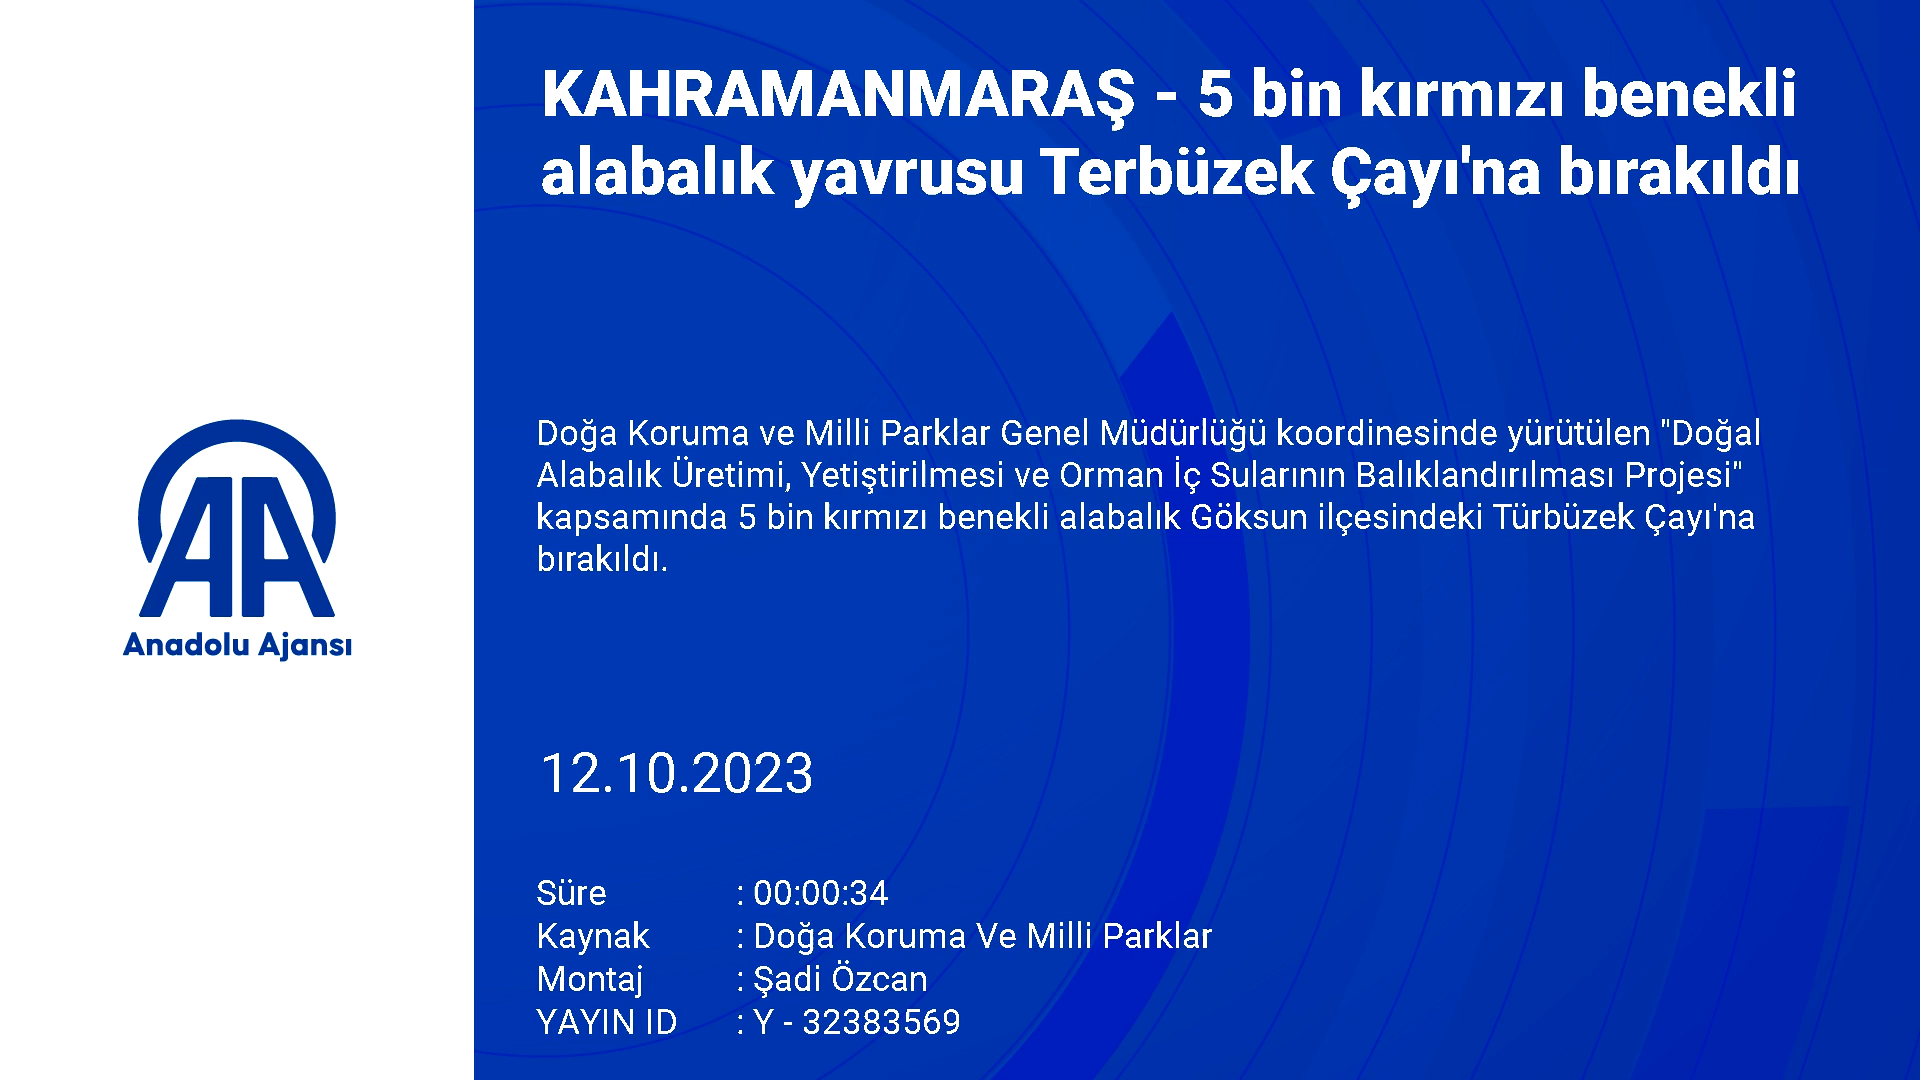 KAHRAMANMARAŞ - 5 bin kırmızı benekli
alabalık yavrusu Terbüzek Çayı'na bırakıldı
Doğa Koruma ve Milli Parklar Genel Müdürlüğü koordinesinde yürütülen "Doğal
Alabalık Üretimi, Yetiştirilmesi ve Orman İç Sularının Balıklandırılması Projesi"
kapsamında 5 bin kırmızı benekli alabalık Göksun ilçesindeki Türbüzek Çayı'na
bırakıldı.
AA
Anadolu Ajansı
12.10.2023
Süre : 00:00:34
Kaynak : Doğa Koruma Ve Milli Parklar
Montaj : Şadi Özcan
YAYIN ID : Y - 32383569